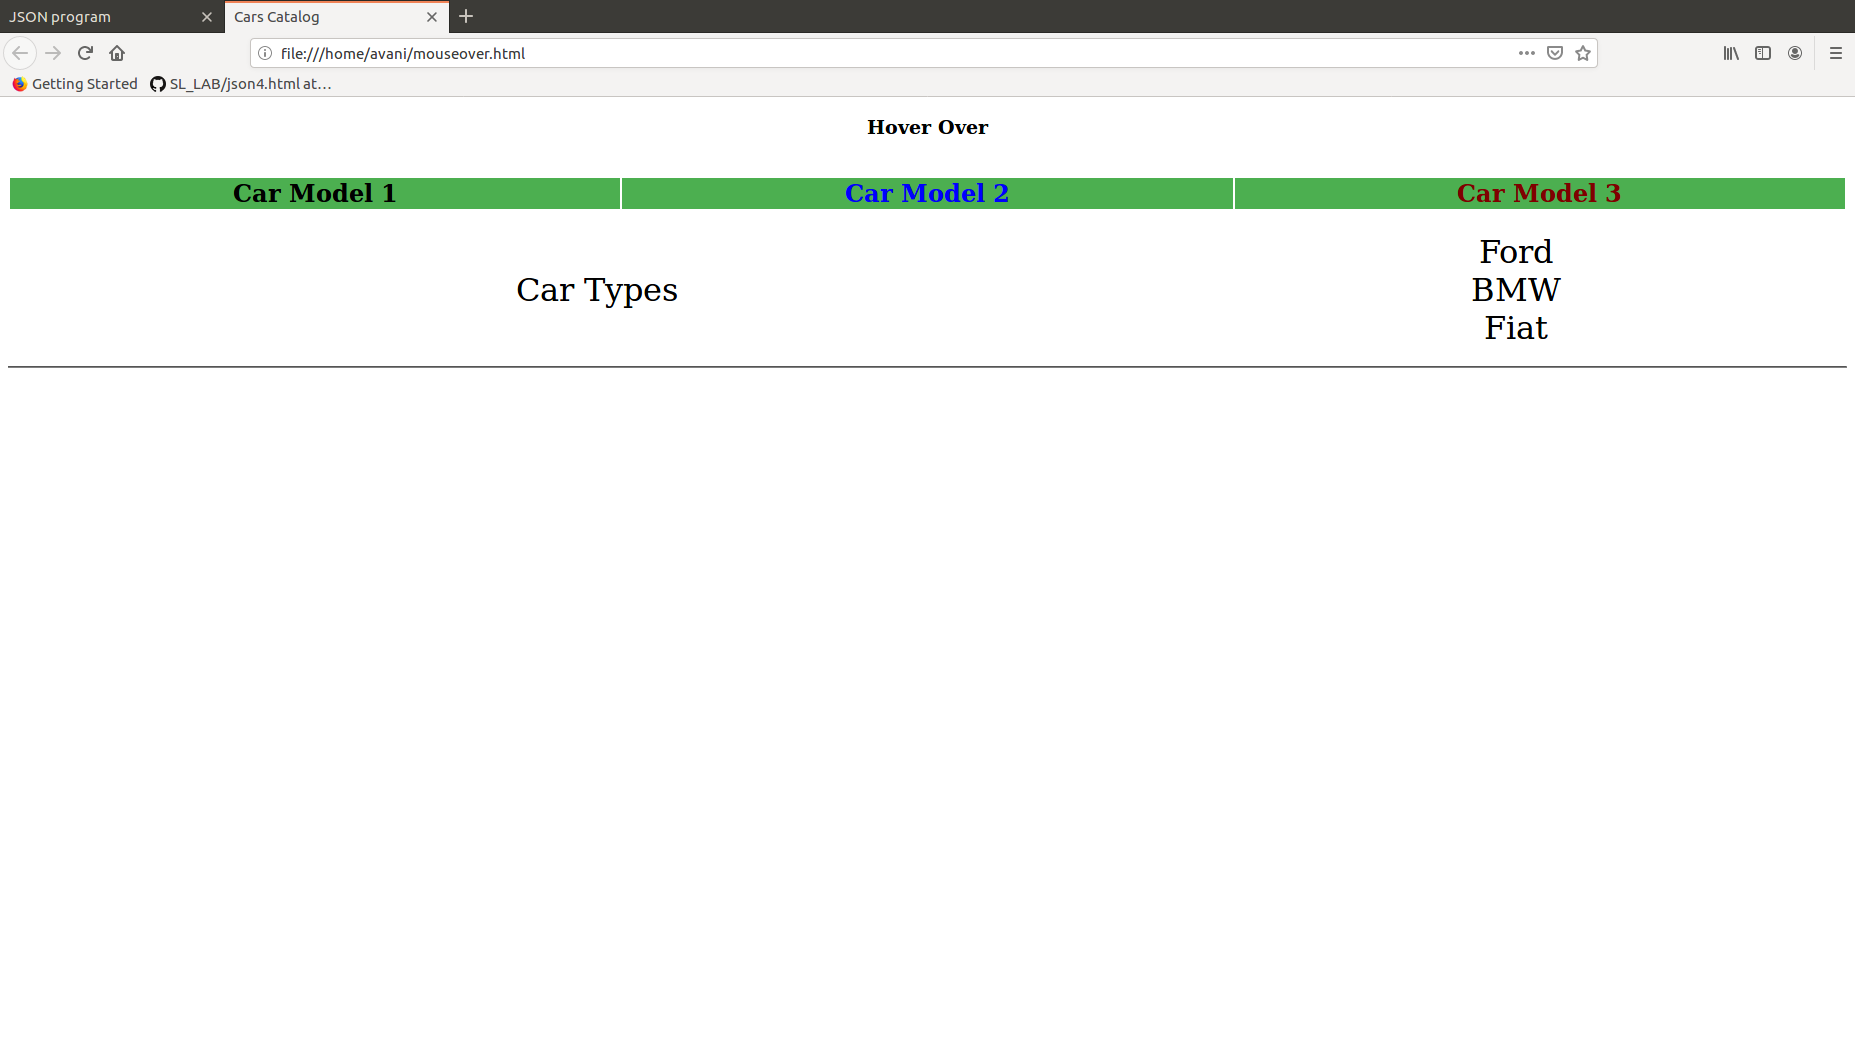 JSON program
Cars Catalog
file:///home/avani/mouseover.html
Getting Started
SL_LAB/json4.html at…
Hover Over
Car Model 1
Car Model 2
Car Model 3
Car Types
Ford
BMW
Fiat